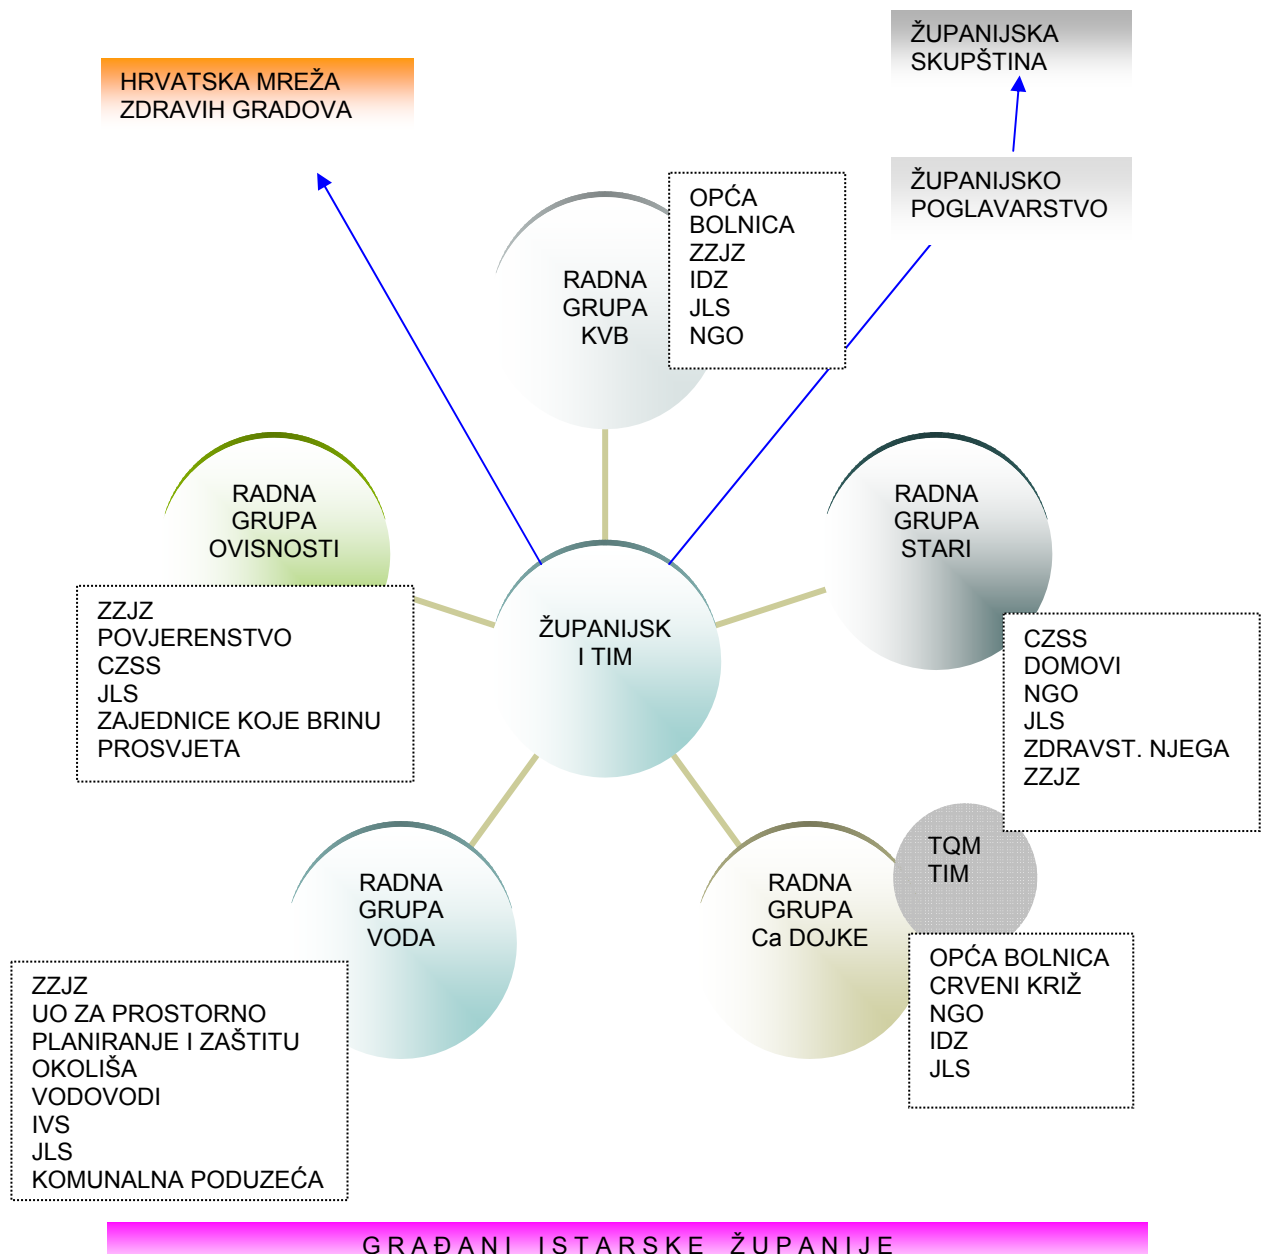 HRVATSKA MREŽA
ZDRAVIH GRADOVA
ŽUPANIJSKA
SKUPŠTINA
ŽUPANIJSKO
POGLAVARSTVO
RADNA
GRUPA
KVB
OPĆA
BOLNICA
ZZJZ
IDZ
JLS
NGO
RADNA
GRUPA
OVISNOSTI
ZZJZ
POVJERENSTVO
CZSS
JLS
ZAJEDNICE KOJE BRINU
PROSVJETA
RADNA
GRUPA
STARI
CZSS
DOMOVI
NGO
JLS
ZDRAVST. NJEGA
ZZJZ
ŽUPANIJSK
I TIM
RADNA
GRUPA
VODA
ZZJZ
UO ZA PROSTORNO
PLANIRANJE I ZAŠTITU
OKOLIŠA
VODOVODI
IVS
JLS
KOMUNALNA PODUZEĆA
RADNA
GRUPA
Ca DOJKE
TQM
TIM
OPĆA BOLNICA
CRVENI KRIŽ
NGO
IDZ
JLS
GRAĐANI ISTARSKE ŽUPANIJE